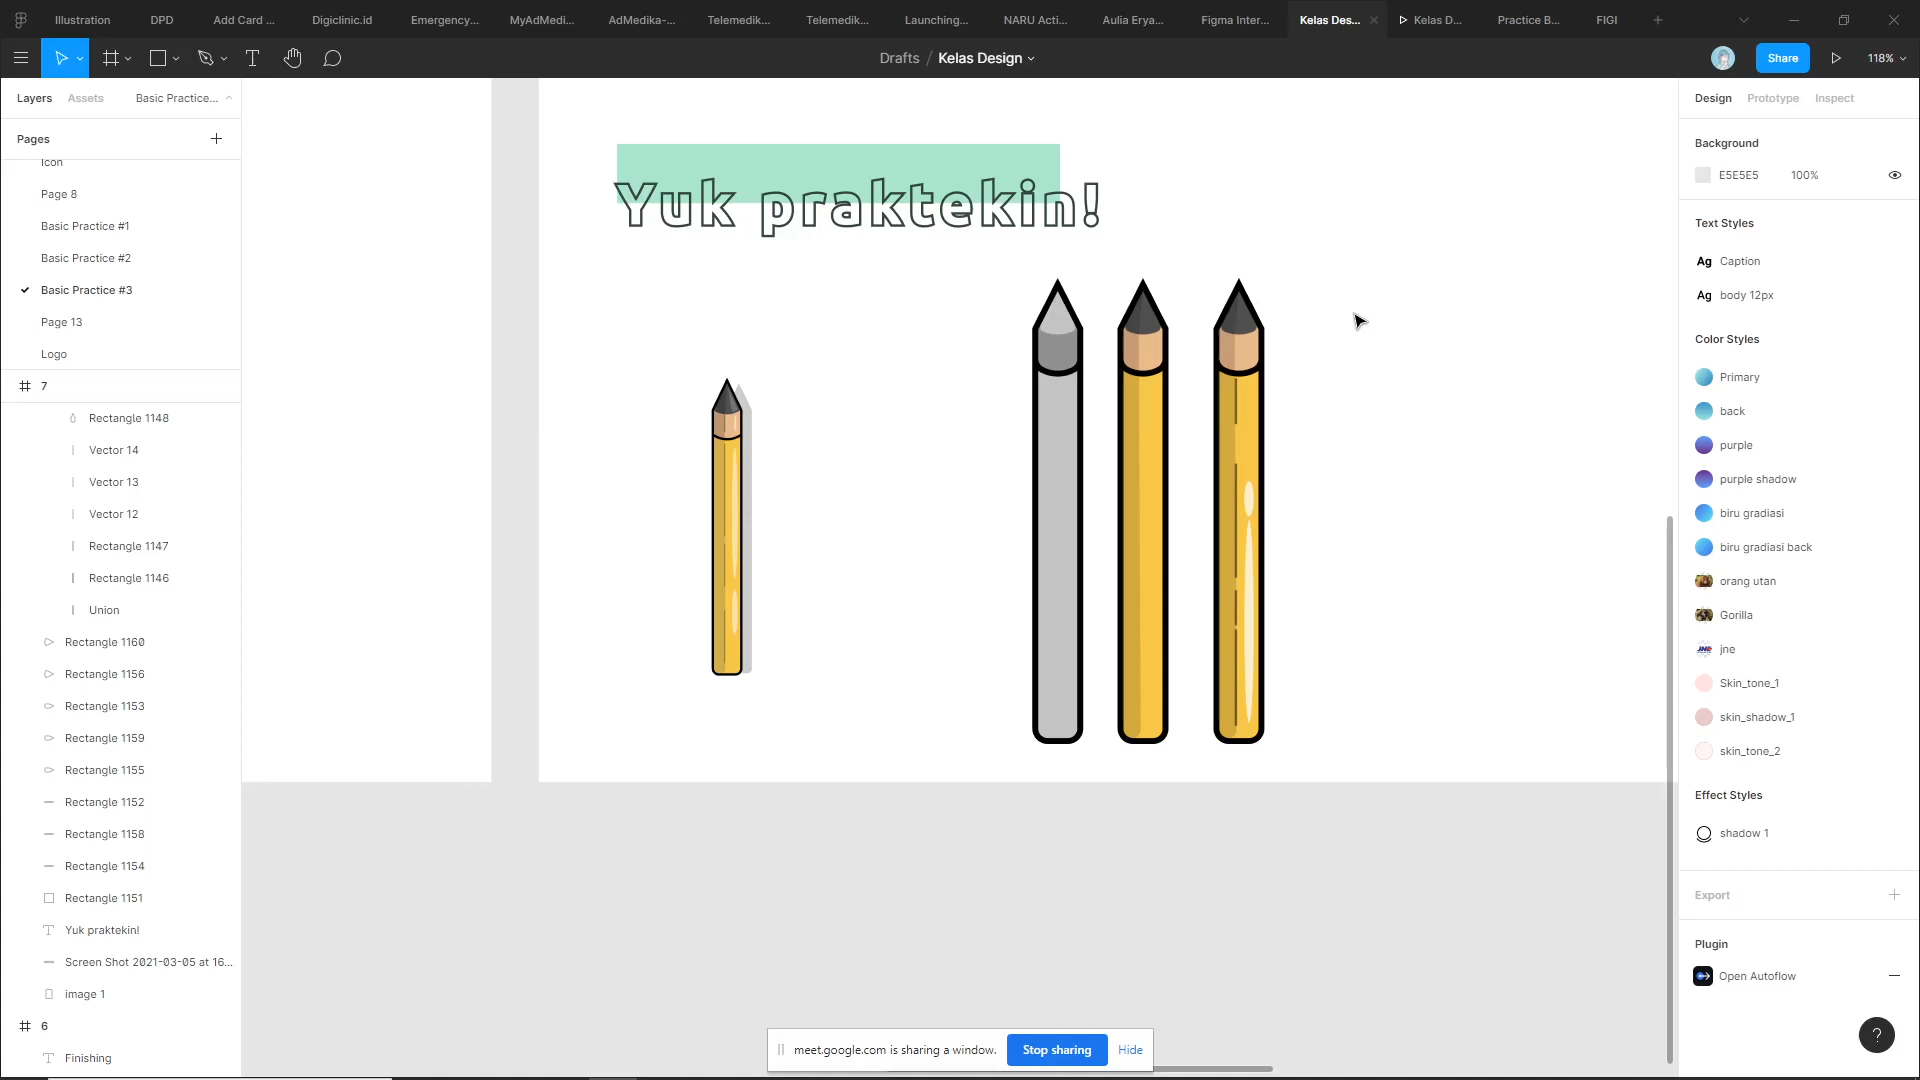 Illustration
DPD
Add Card ...
Digiclinic.id
Emergency...
MyAdMedi...
AdMedika-...
Telemedik...
Telemedik...
Launching...
NARU Acti...
Aulia Erya...
Figma Inter...
Kelas Des...
Kelas D...
Practice B...
FIGI
Drafts / Kelas Design
Share
118%
Layers
Assets
Basic Practice...
Pages
Icon
Page 8
Basic Practice #1
Basic Practice #2
Basic Practice #3
Page 13
Logo
7
Rectangle 1148
Vector 14
Vector 13
Vector 12
Rectangle 1147
Rectangle 1146
Union
Rectangle 1160
Rectangle 1156
Rectangle 1153
Rectangle 1159
Rectangle 1155
Rectangle 1152
Rectangle 1158
Rectangle 1154
Rectangle 1151
Yuk praktekin!
Screen Shot 2021-03-05 at 16...
image 1
6
Finishing
Yuk praktekin!
meet.google.com is sharing a window.
Stop sharing
Hide
Design
Prototype
Inspect
Background
E5E5E5
100%
Text Styles
Ag Caption
Ag body 12px
Color Styles
Primary
back
purple
purple shadow
biru gradiasi
biru gradiasi back
orang utan
Gorilla
JNE jne
Skin_tone_1
skin_shadow_1
skin_tone_2
Effect Styles
shadow 1
Export
Plugin
Open Autoflow
?